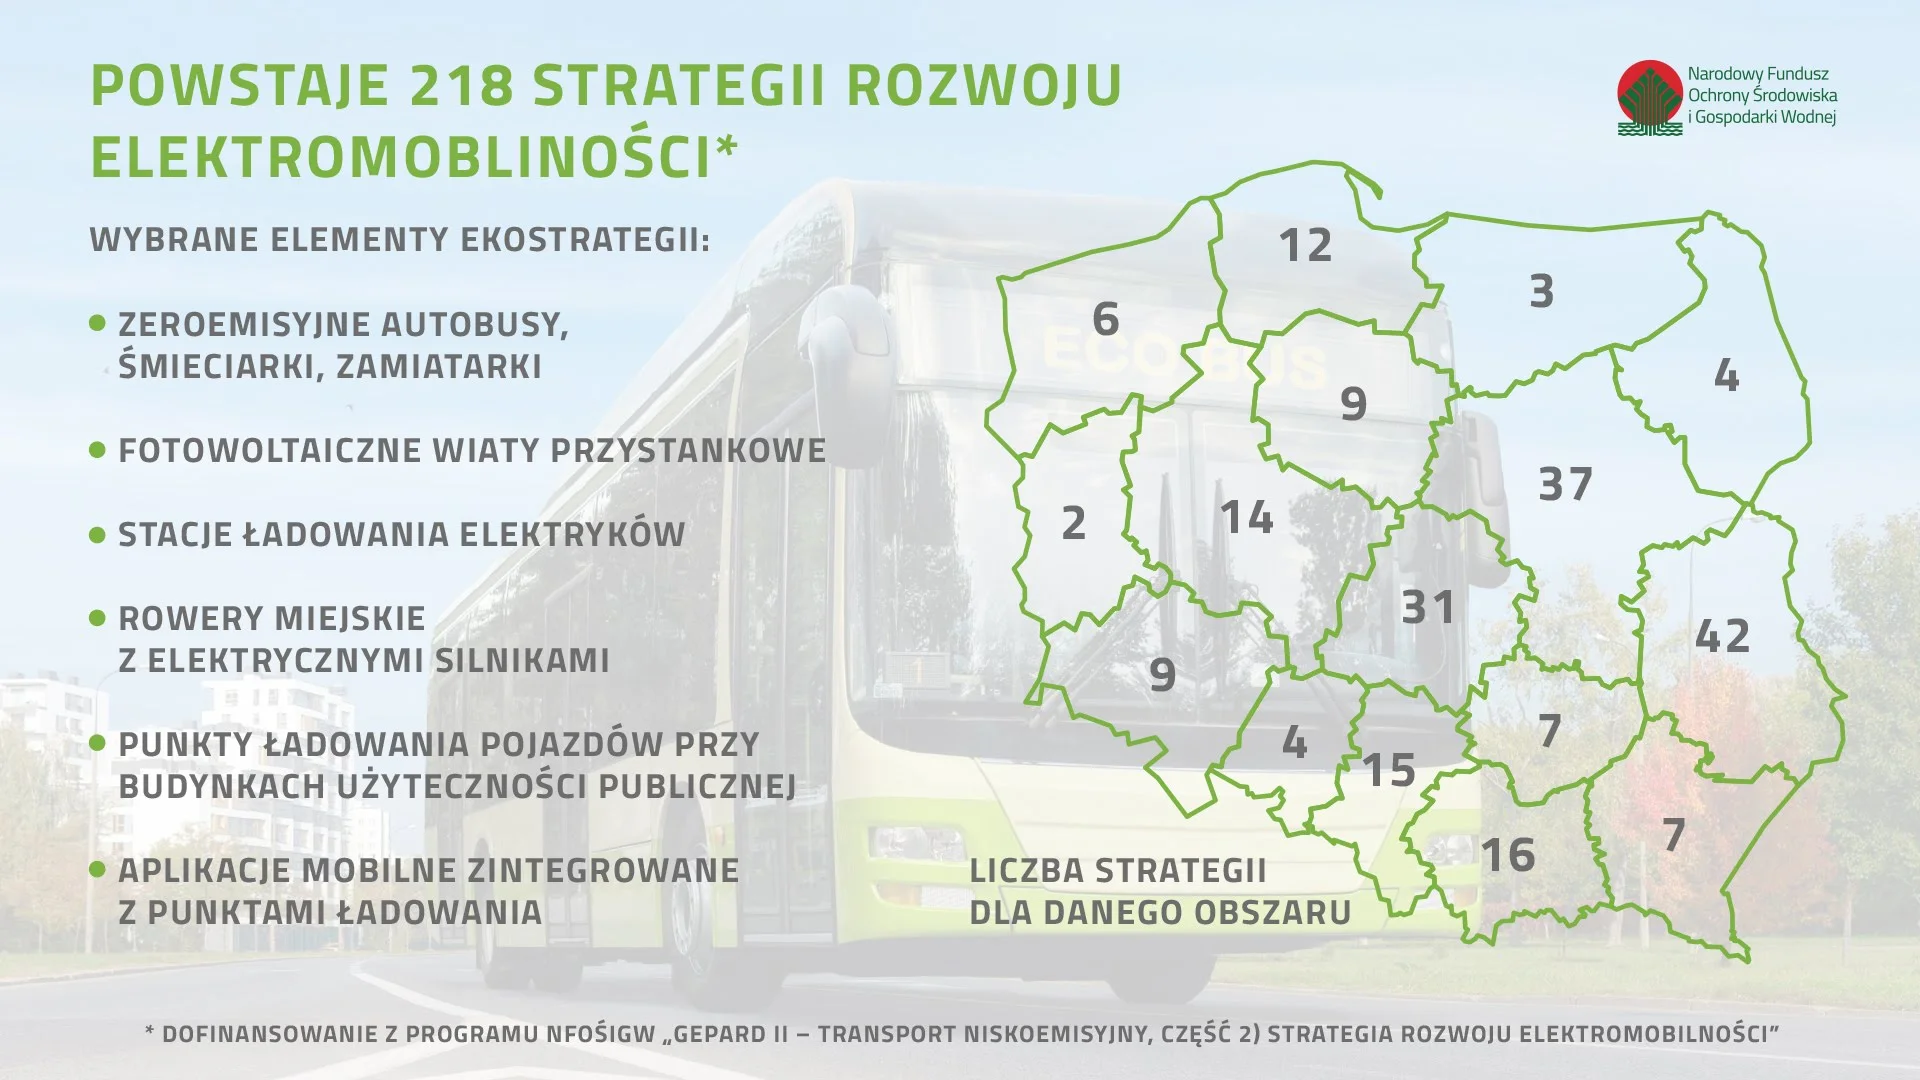 POWSTAJE 218 STRATEGII ROZWOJU
ELEKTROMOBLINOŚCI*
Narodowy Fundusz
Ochrony Środowiska
i Gospodarki Wodnej
WYBRANE ELEMENTY EKOSTRATEGII:
ZEROEMISYJNE AUTOBUSY,
ŚMIECIARKI, ZAMIATARKI
FOTOWOLTAICZNE WIATY PRZYSTANKOWE
STACJE ŁADOWANIA ELEKTRYKÓW
ROWERY MIEJSKIE
Z ELEKTRYCZNYMI SILNIKAMI
PUNKTY ŁADOWANIA POJAZDÓW PRZY
BUDYNKACH UŻYTECZNOŚCI PUBLICZNEJ
APLIKACJE MOBILNE ZINTEGROWANE
Z PUNKTAMI ŁADOWANIA
ECO BUS
12
3
6
4
9
37
2
14
31
42
9
7
4
15
7
16
1
LICZBA STRATEGII
DLA DANEGO OBSZARU
* DOFINANSOWANIE Z PROGRAMU NFOŚIGW „GEPARD II – TRANSPORT NISKOEMISYJNY, CZĘŚĆ 2) STRATEGIA ROZWOJU ELEKTROMOBILNOŚCI”